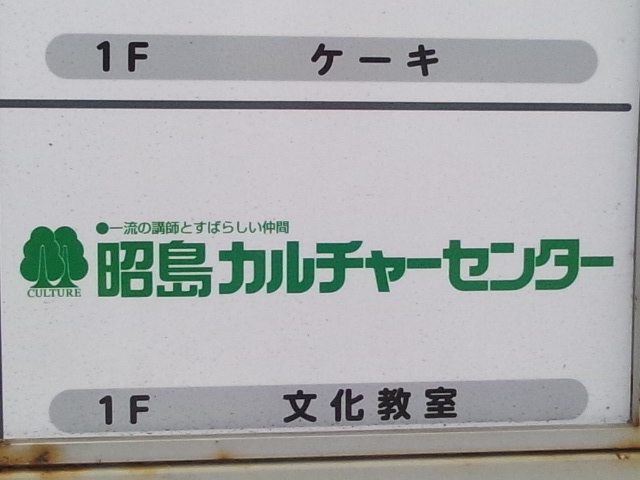 1F ケーキ
●一流の講師とすばらしい仲間
昭島カルチャーセンター
CULTURE
1F 文化教室